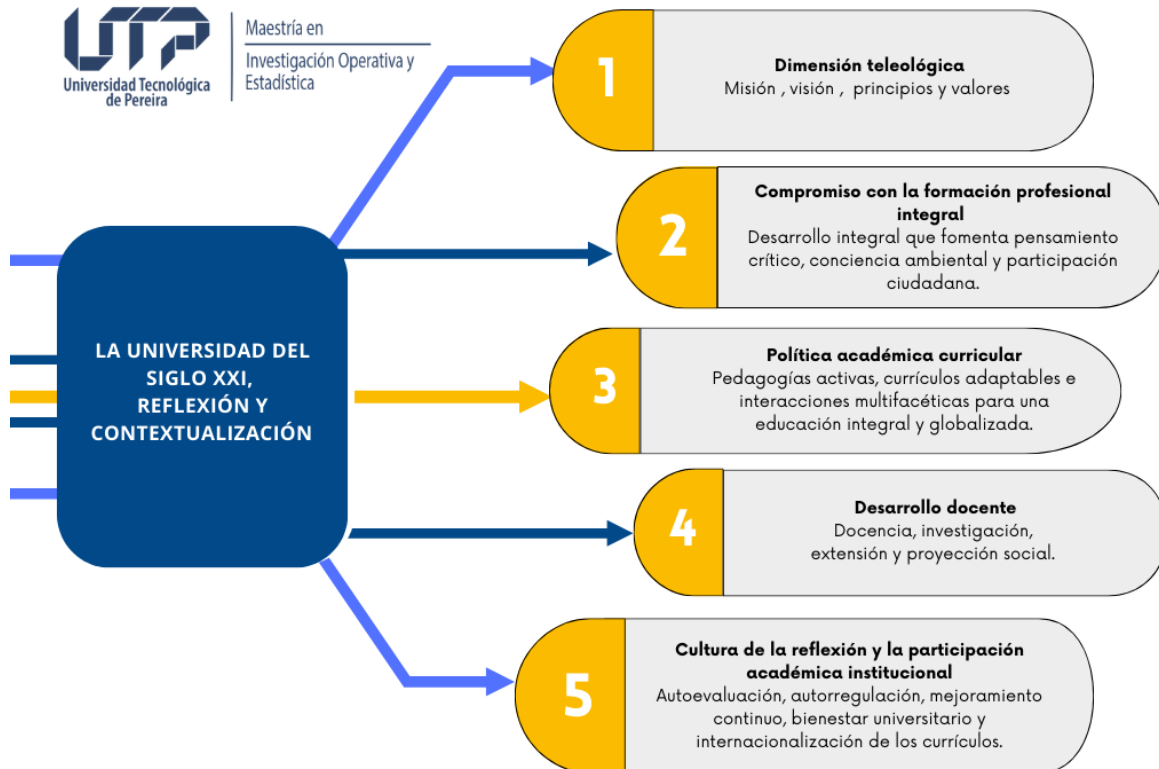 UTP
Universidad Tecnológica
de Pereira
Maestría en
Investigación Operativa y
Estadística
LA UNIVERSIDAD DEL
SIGLO XXI,
REFLEXIÓN Y
CONTEXTUALIZACIÓN
1
Dimensión teleológica
Misión , visión , principios y valores
2
Compromiso con la formación profesional
integral
Desarrollo integral que fomenta pensamiento
crítico, conciencia ambiental y participación
ciudadana.
3
Política académica curricular
Pedagogías activas, currículos adaptables e
interacciones multifacéticas para una
educación integral y globalizada.
4
Desarrollo docente
Docencia, investigación,
extensión y proyección social.
5
Cultura de la reflexión y la participación
académica institucional
Autoevaluación, autorregulación, mejoramiento
continuo, bienestar universitario y
internacionalización de los currículos.